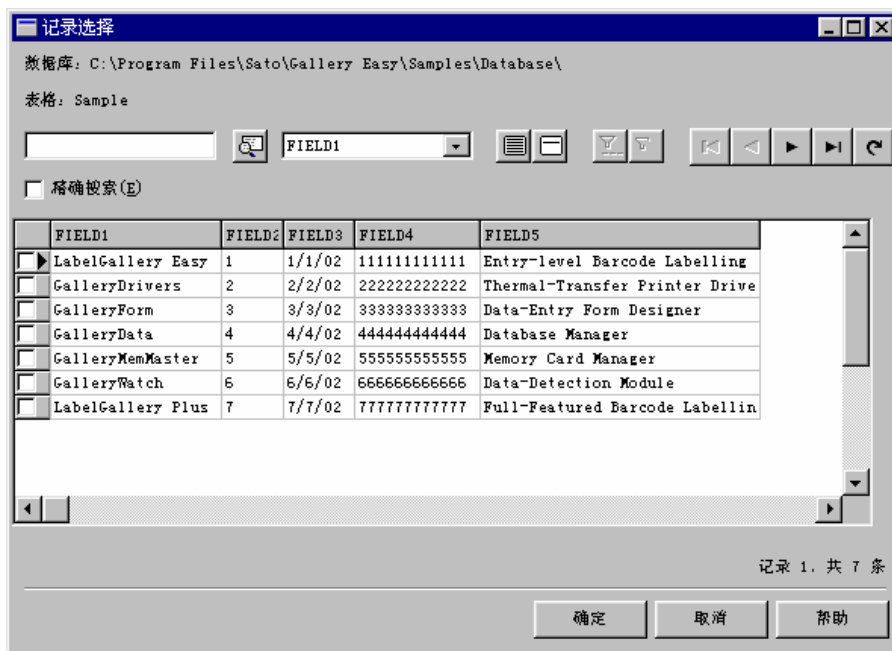 记录选择
数据库: C:\Program Files\Sato\Gallery Easy\Samples\Database\
表格: Sample
FIELD1
精确搜索(E)
FIELD1 FIELD2 FIELD3 FIELD4 FIELD5
LabelGallery Easy 1 1/1/02 111111111111 Entry-level Barcode Labelling
GalleryDrivers 2 2/2/02 222222222222 Thermal-Transfer Printer Drive
GalleryForm 3 3/3/02 333333333333 Data-Entry Form Designer
GalleryData 4 4/4/02 444444444444 Database Manager
GalleryMemMaster 5 5/5/02 555555555555 Memory Card Manager
GalleryWatch 6 6/6/02 666666666666 Data-Detection Module
LabelGallery Plus 7 7/7/02 777777777777 Full-Featured Barcode Labellin
记录 1, 共 7 条
确定 取消 帮助